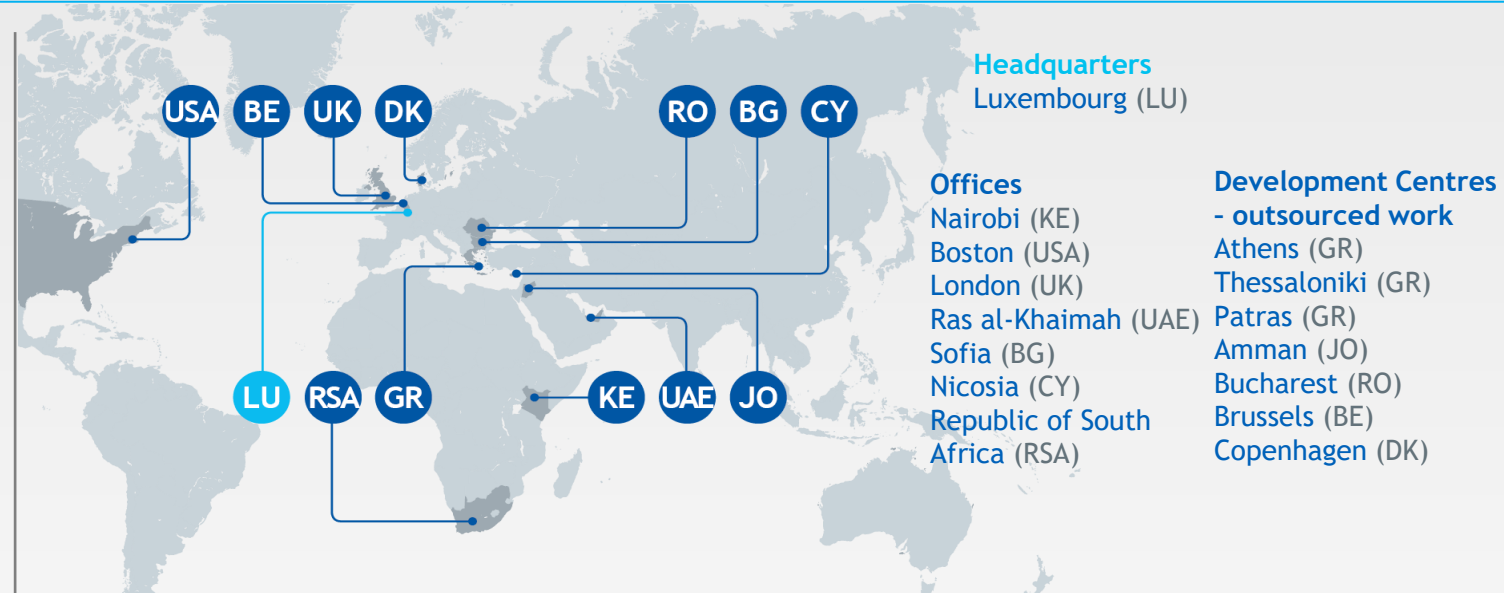 USA BE UK DK RO BG CY
LU RSA GR KE UAE JO
Headquarters
Luxembourg (LU)
Offices
Nairobi (KE)
Boston (USA)
London (UK)
Ras al-Khaimah (UAE)
Sofia (BG)
Nicosia (CY)
Republic of South
Africa (RSA)
Development Centres
– outsourced work
Athens (GR)
Thessaloniki (GR)
Patras (GR)
Amman (JO)
Bucharest (RO)
Brussels (BE)
Copenhagen (DK)